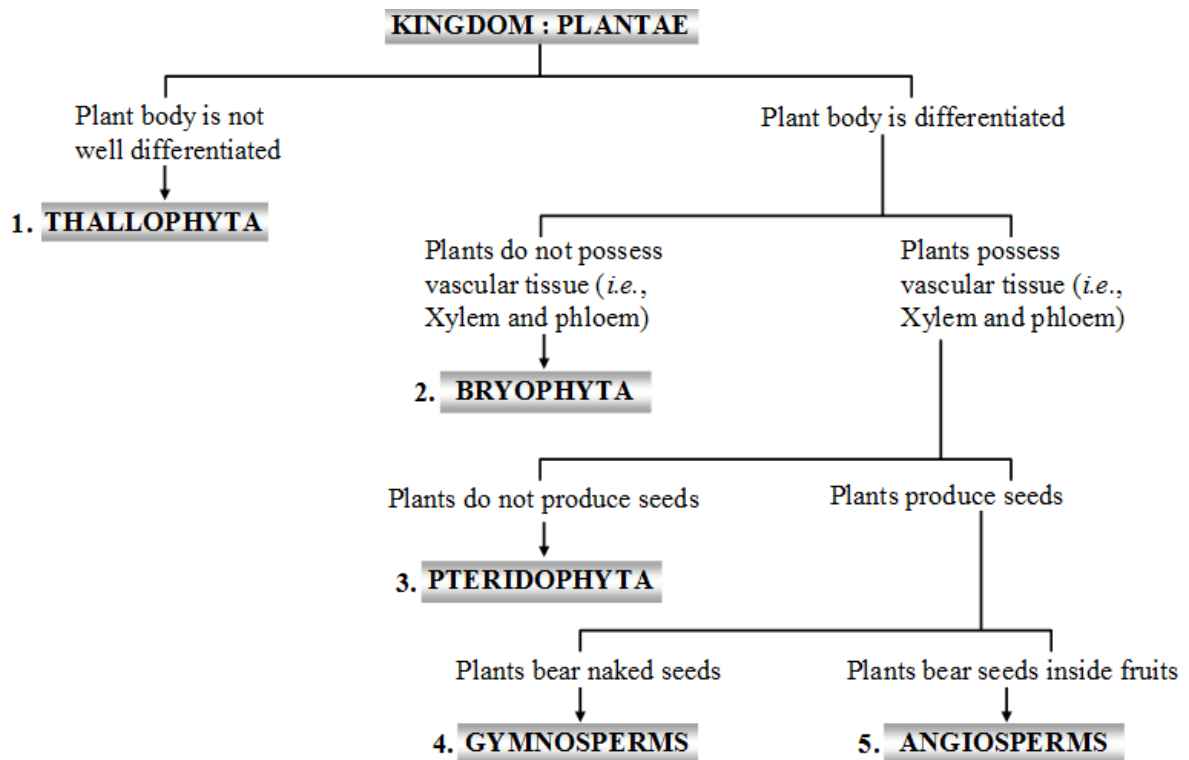 KINGDOM : PLANTAE
Plant body is not
well differentiated
Plant body is differentiated
1. THALLOPHYTA
Plants do not possess
vascular tissue (i.e.,
Xylem and phloem)
Plants possess
vascular tissue (i.e.,
Xylem and phloem)
2. BRYOPHYTA
Plants do not produce seeds
Plants produce seeds
3. PTERIDOPHYTA
Plants bear naked seeds
Plants bear seeds inside fruits
4. GYMNOSPERMS
5. ANGIOSPERMS